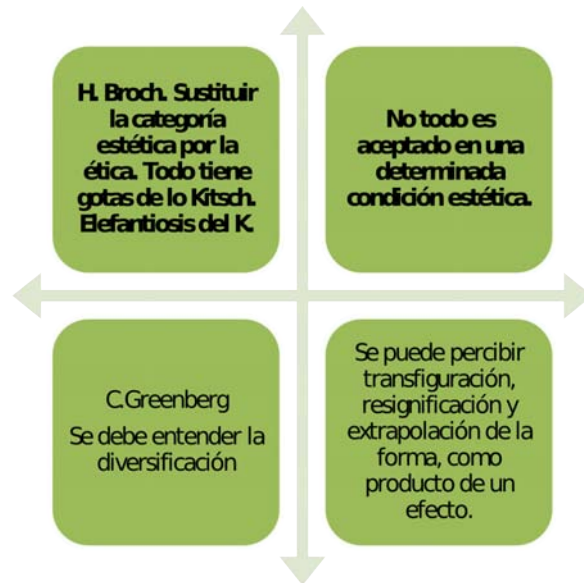 H. Broch. Sustituir
la categoría
estética por la
ética. Todo tiene
gotas de lo Kitsch.
Elefantiosis del K.
No todo es
aceptado en una
determinada
condición estética.
C.Greenberg
Se debe entender la
diversificación
Se puede percibir
transfiguración,
resignificación y
extrapolación de la
forma, como
producto de un
efecto.